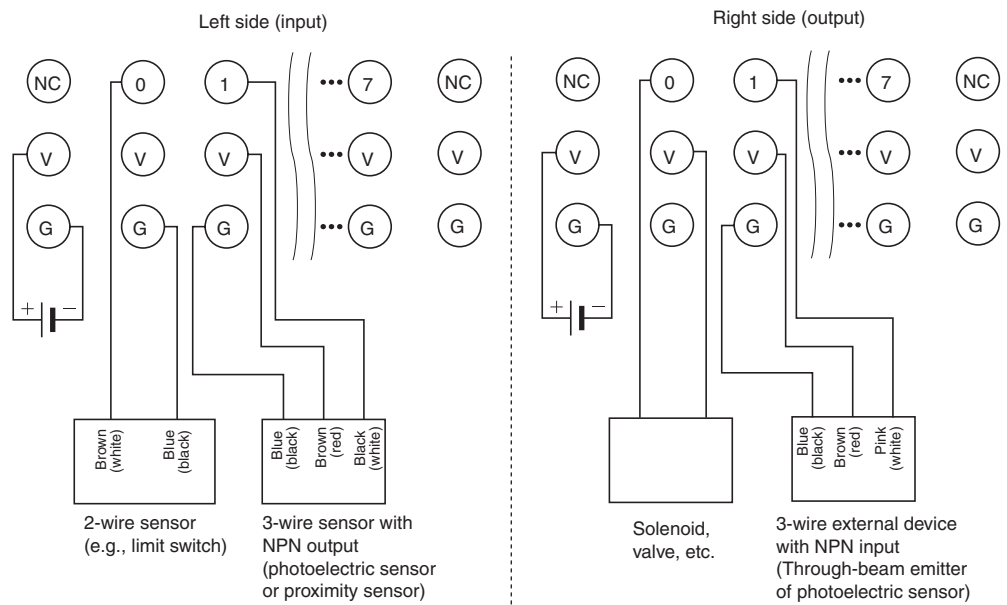 Left side (input)
NC 0 1 ••• 7 NC
V V V ••• V V
G G G ••• G G
+ −
Brown
(white)
Blue
(black)
Blue
(black)
Brown
(red)
Black
(white)
2-wire sensor
(e.g., limit switch)
3-wire sensor with
NPN output
(photoelectric sensor
or proximity sensor)
Right side (output)
NC 0 1 ••• 7 NC
V V V ••• V V
G G G ••• G G
+ −
Blue
(black)
Brown
(red)
Pink
(white)
Solenoid,
valve, etc.
3-wire external device
with NPN input
(Through-beam emitter
of photoelectric sensor)